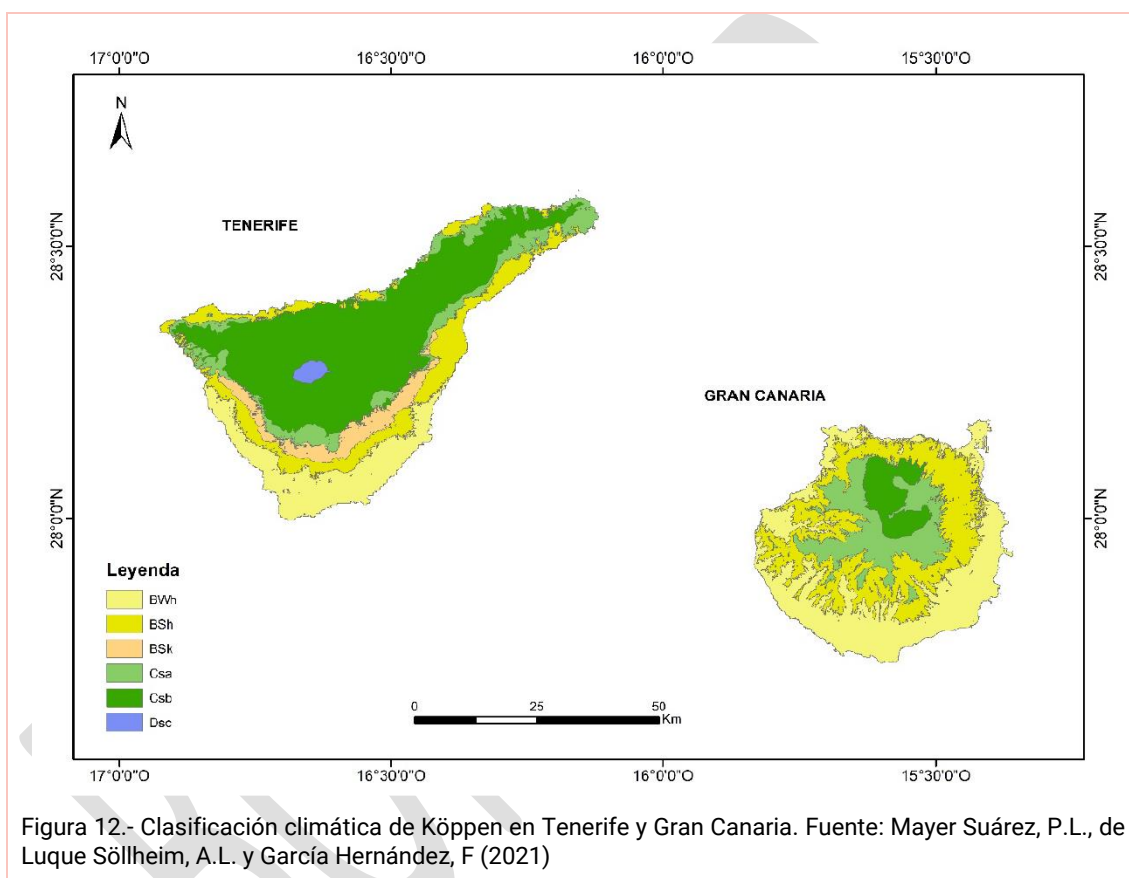 17°0'0"O 16°30'0"O 16°0'0"O 15°30'0"O
N
28°30'0"N
TENERIFE
28°30'0"N
GRAN CANARIA
28°0'0"N
28°0'0"N
Leyenda
BWh
BSh
BSk
Csa
Csb
Dsc
0 25 50
Km
17°0'0"O 16°30'0"O 16°0'0"O 15°30'0"O
Figura 12.- Clasificación climática de Köppen en Tenerife y Gran Canaria. Fuente: Mayer Suárez, P.L., de
Luque Söllheim, A.L. y García Hernández, F (2021)